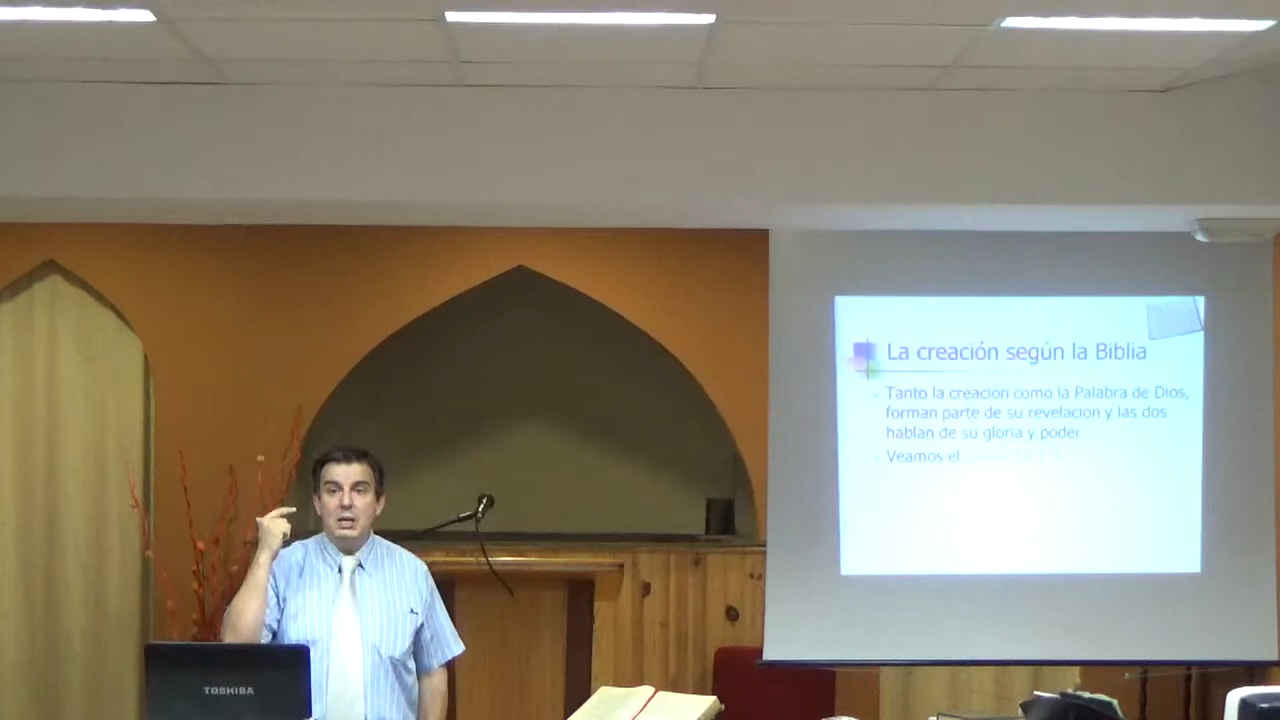 La creación según la Biblia
Tanto la creación como la Palabra de Dios,
forman parte de su revelación y las dos
hablan de su gloria y poder.
Veamos el
TOSHIBA